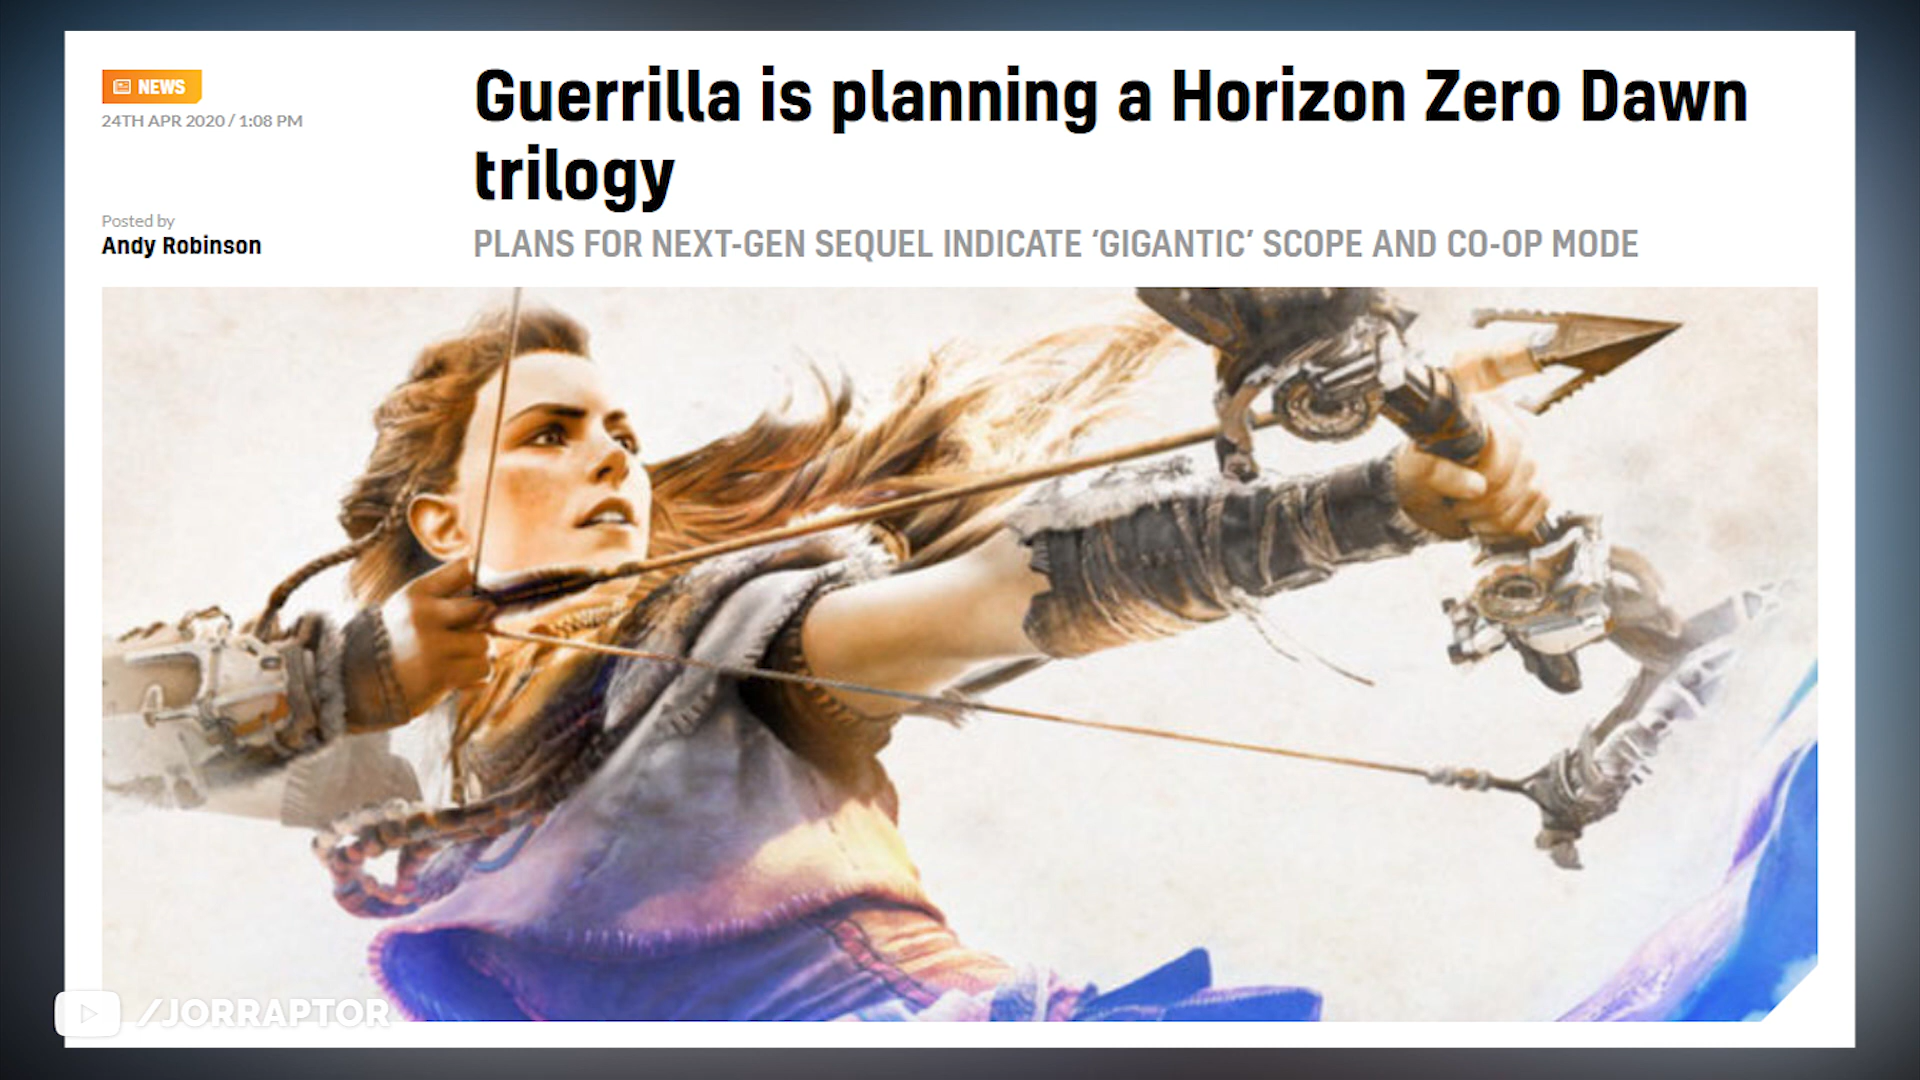 NEWS
24TH APR 2020 / 1:08 PM
Posted by
Andy Robinson
Guerrilla is planning a Horizon Zero Dawn
trilogy
PLANS FOR NEXT-GEN SEQUEL INDICATE ‘GIGANTIC’ SCOPE AND CO-OP MODE
/JORRAPTOR